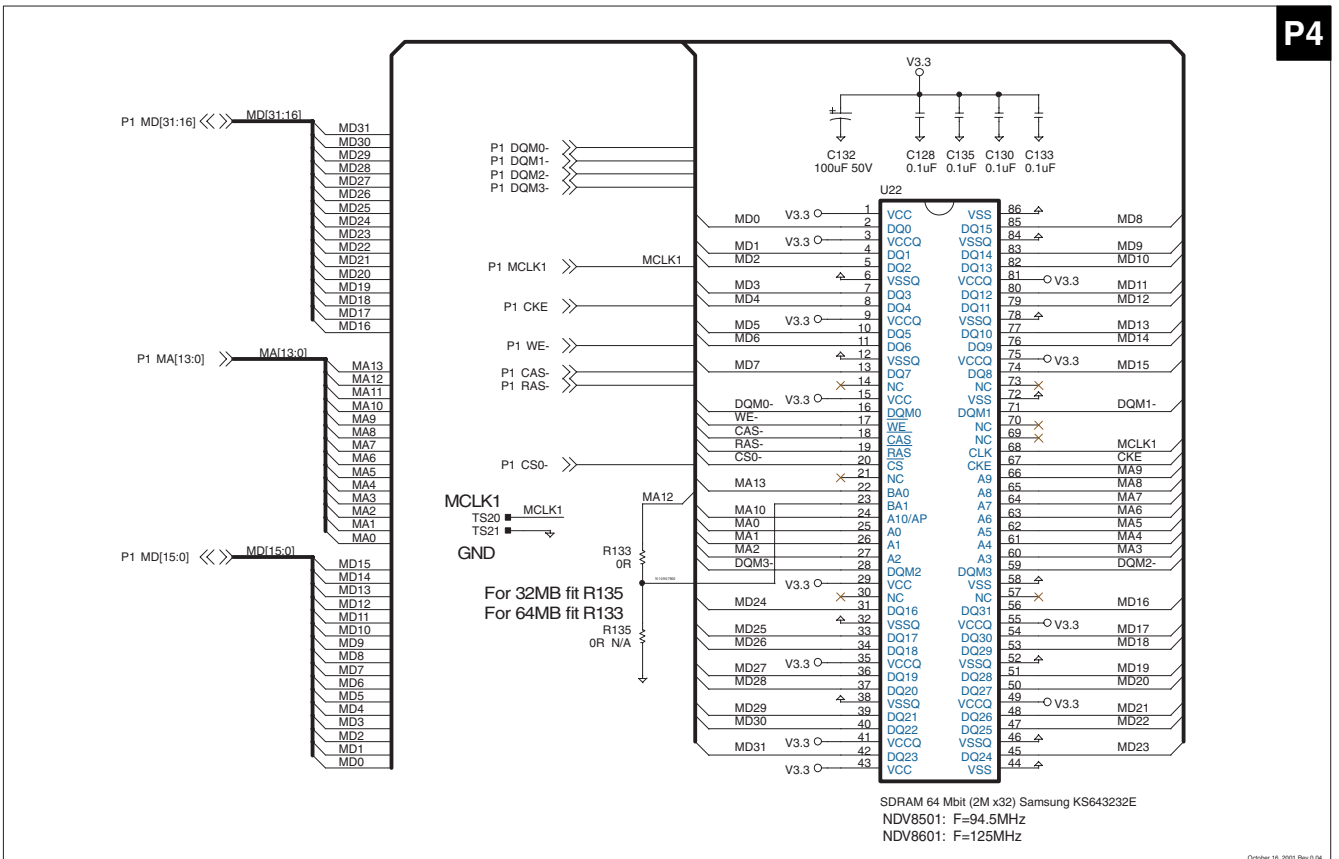 P4
V3.3
C132
100uF 50V
C128
0.1uF
C135
0.1uF
C130
0.1uF
C133
0.1uF
P1 MD[31:16]
MD[31:16]
MD31
MD30
MD29
MD28
MD27
MD26
MD25
MD24
MD23
MD22
MD21
MD20
MD19
MD18
MD17
MD16
P1 MA[13:0]
MA[13:0]
MA13
MA12
MA11
MA10
MA9
MA8
MA7
MA6
MA5
MA4
MA3
MA2
MA1
MA0
P1 MD[15:0]
MD[15:0]
MD15
MD14
MD13
MD12
MD11
MD10
MD9
MD8
MD7
MD6
MD5
MD4
MD3
MD2
MD1
MD0
P1 DQM0-
P1 DQM1-
P1 DQM2-
P1 DQM3-
P1 MCLK1
MCLK1
P1 CKE
P1 WE-
P1 CAS-
P1 RAS-
P1 CS0-
MCLK1
TS20
MCLK1
TS21
GND
MA12
R133
0R
For 32MB fit R135
For 64MB fit R133
R135
0R N/A
U22
V3.3 1 VCC VSS 86
MD0 2 DQ0 DQ15 85 MD8
V3.3 3 VCCQ VSSQ 84
MD1 4 DQ1 DQ14 83 MD9
MD2 5 DQ2 DQ13 82 MD10
6 VSSQ VCCQ 81 V3.3
MD3 7 DQ3 DQ12 80 MD11
MD4 8 DQ4 DQ11 79 MD12
V3.3 9 VCCQ VSSQ 78
MD5 10 DQ5 DQ10 77 MD13
MD6 11 DQ6 DQ9 76 MD14
12 VSSQ VCCQ 75 V3.3
MD7 13 DQ7 DQ8 74 MD15
14 NC NC 73
V3.3 15 VCC VSS 72
DQM0- 16 DQM0 DQM1 71 DQM1-
WE- 17 WE NC 70
CAS- 18 CAS NC 69
RAS- 19 RAS CLK 68 MCLK1
CS0- 20 CS CKE 67 CKE
21 NC A9 66 MA9
MA13 22 BA0 A8 65 MA8
23 BA1 A7 64 MA7
MA10 24 A10/AP A6 63 MA6
MA0 25 A0 A5 62 MA5
MA1 26 A1 A4 61 MA4
MA2 27 A2 A3 60 MA3
DQM3- 28 DQM2 DQM3 59 DQM2-
V3.3 29 VCC VSS 58
30 NC NC 57
MD24 31 DQ16 DQ31 56 MD16
32 VSSQ VCCQ 55 V3.3
MD25 33 DQ17 DQ30 54 MD17
MD26 34 DQ18 DQ29 53 MD18
V3.3 35 VCCQ VSSQ 52
MD27 36 DQ19 DQ28 51 MD19
MD28 37 DQ20 DQ27 50 MD20
38 VSSQ VCCQ 49 V3.3
MD29 39 DQ21 DQ26 48 MD21
MD30 40 DQ22 DQ25 47 MD22
V3.3 41 VCCQ VSSQ 46
MD31 42 DQ23 DQ24 45 MD23
V3.3 43 VCC VSS 44
SDRAM 64 Mbit (2M x32) Samsung KS643232E
NDV8501: F=94.5MHz
NDV8601: F=125MHz
October 16, 2001 Rev 0.04